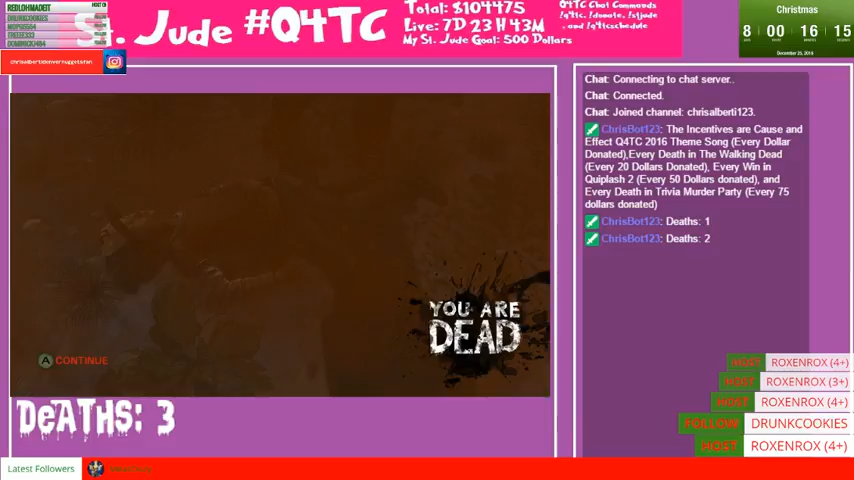 REDLOHMADEIT
DRUNKCOOKIES
St. Jude #Q4TC
Total: $104475
Live: 7D 23 H 43M
My St. Jude Goal: 500 Dollars
Q4TC Chat Commands
!q4tc, !donate, !stjude
and - !q4tcschedule
Christmas
8 00 16 15
December 25, 2016
Chat: Connecting to chat server..
Chat: Connected.
Chat: Joined channel: chrisalberti123.
ChrisBot123: The Incentives are Cause and
Effect Q4TC 2016 Theme Song (Every Dollar
Donated),Every Death in The Walking Dead
(Every 20 Dollars Donated), Every Win in
Quiplash 2 (Every 50 Dollars donated), and
Every Death in Trivia Murder Party (Every 75
dollars donated)
ChrisBot123: Deaths: 1
ChrisBot123: Deaths: 2
YOU ARE
DEAD
A CONTINUE
DEATHS: 3
HOST ROXENROX (4+)
HOST ROXENROX (3+)
HOST ROXENROX (4+)
FOLLOW DRUNKCOOKIES
HOST ROXENROX (4+)
Latest Followers